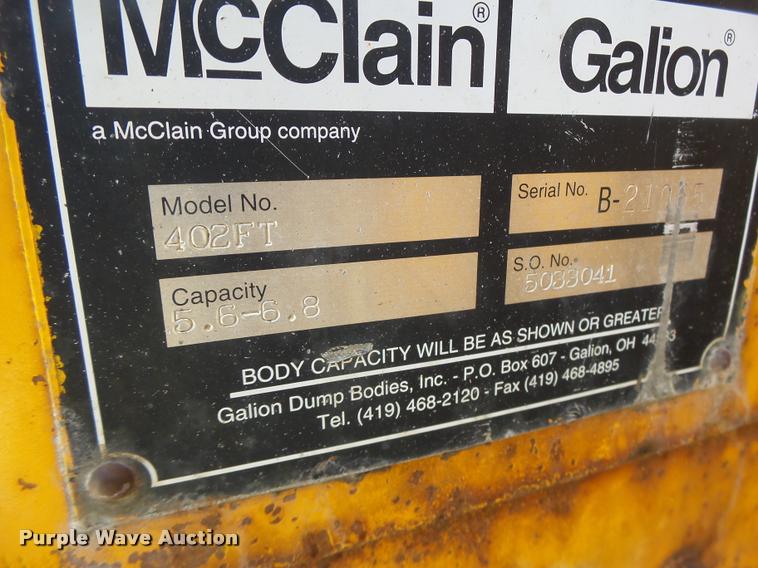 McClain®
Galion®
a McClain Group company
Model No.
402FT
Serial No. B-
Capacity
5.6-6.8
S.O. No.
5033041
BODY CAPACITY WILL BE AS SHOWN OR GREATER
Galion Dump Bodies, Inc. - P.O. Box 607 - Galion, OH
Tel. (419) 468-2120 - Fax (419) 468-4895
Purple Wave Auction